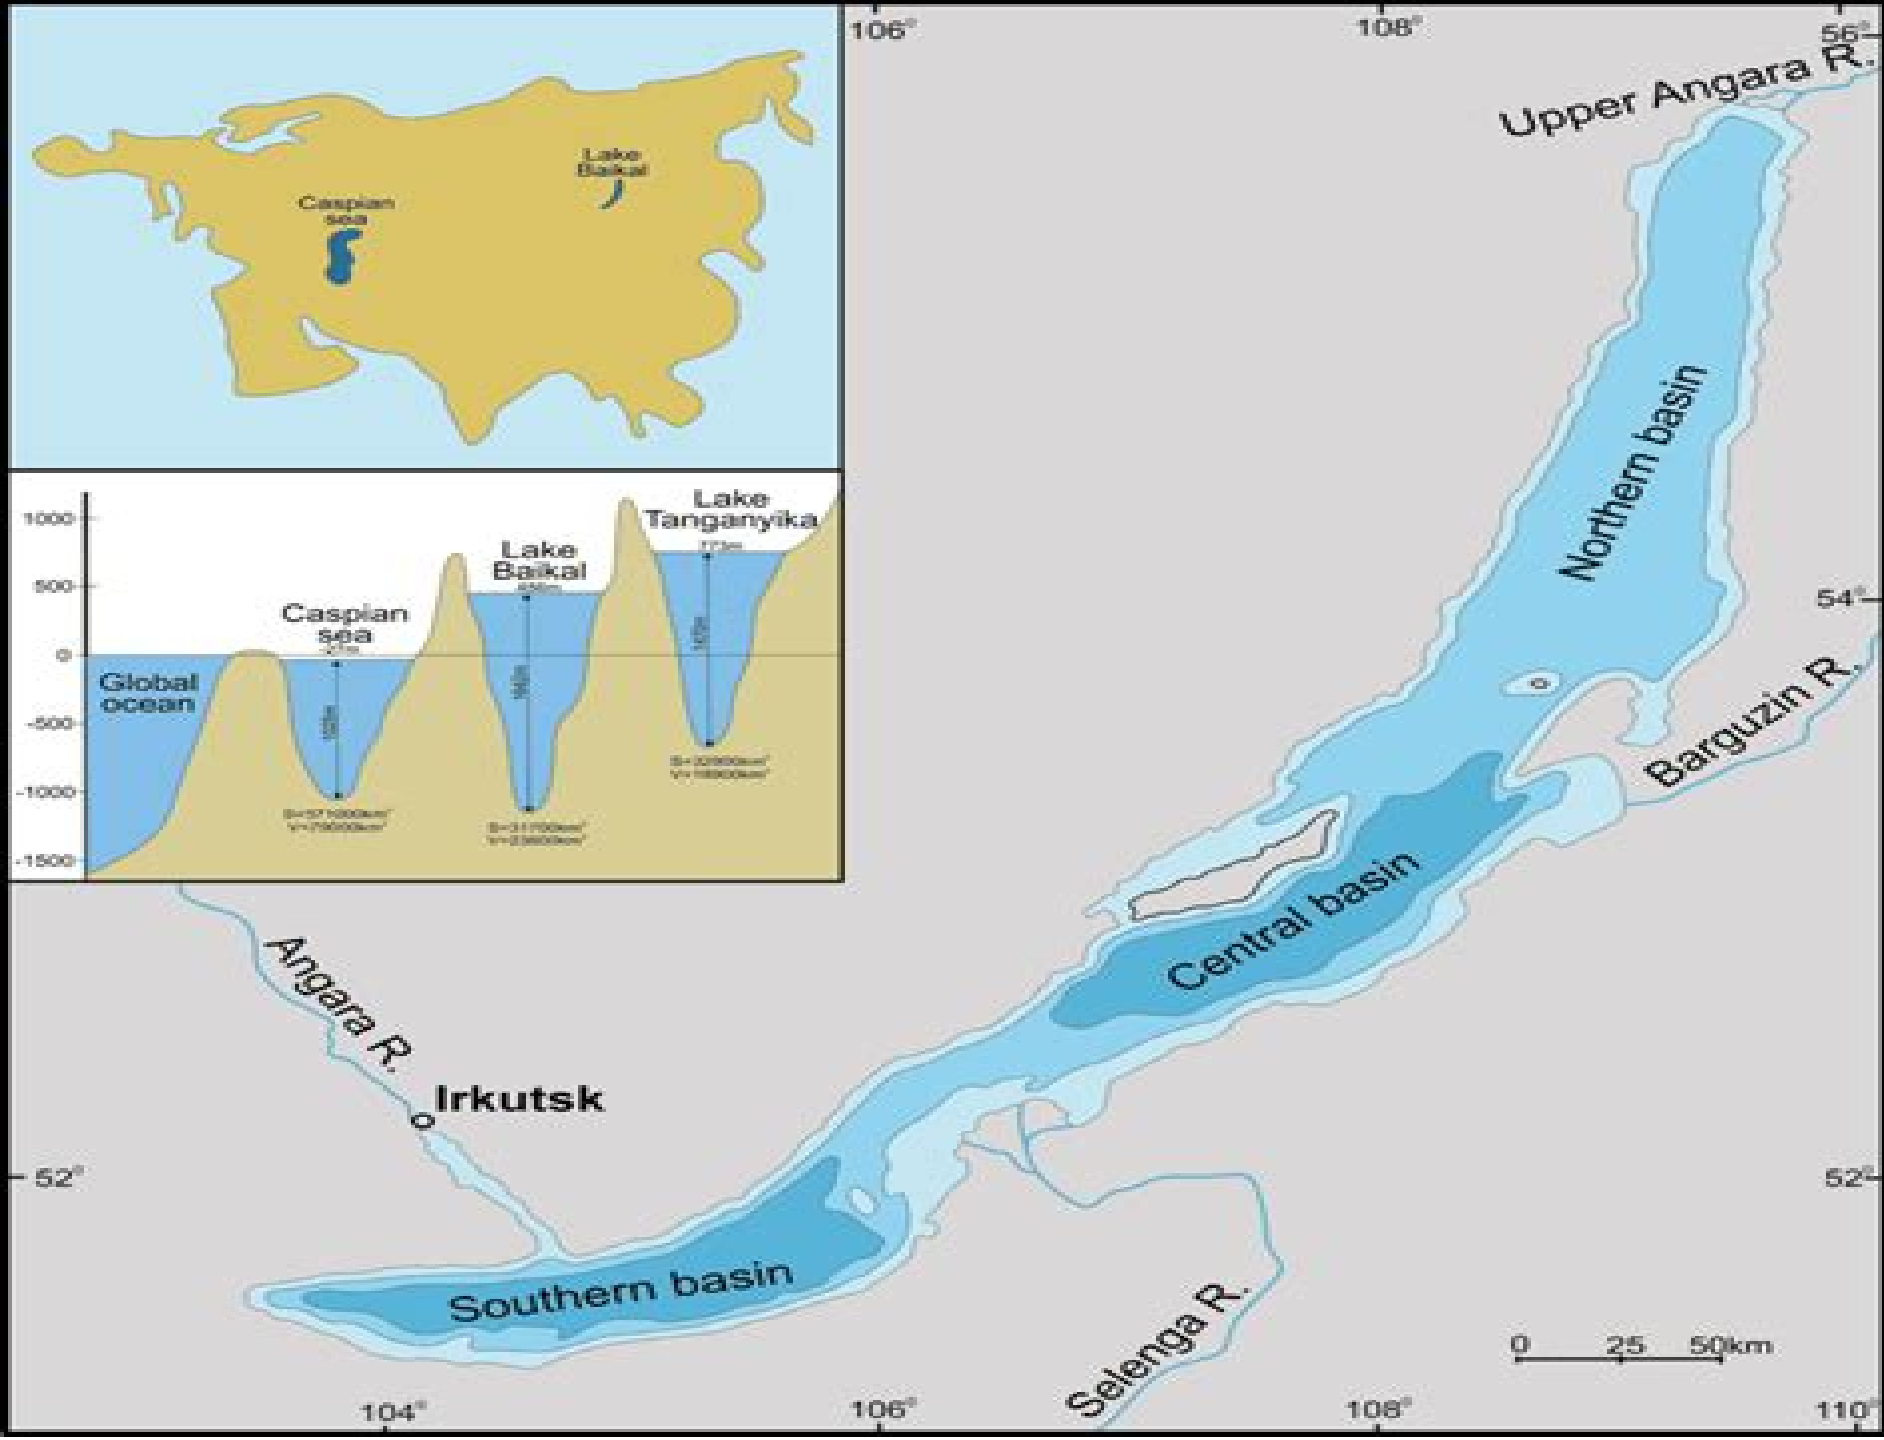 106°
108°
56°
Upper Angara R.
Lake
Baikal
Caspian
sea
Northern basin
54°
Barguzin R.
Central basin
Lake
Tanganyika
773m
1000
Lake
Baikal
500
Caspian
sea
-27m
0
Global
ocean
-500
-1000
-1500
Angara R.
Irkutsk
52°
52°
Southern basin
Selenga R.
0 25 50km
104°
106°
108°
110°